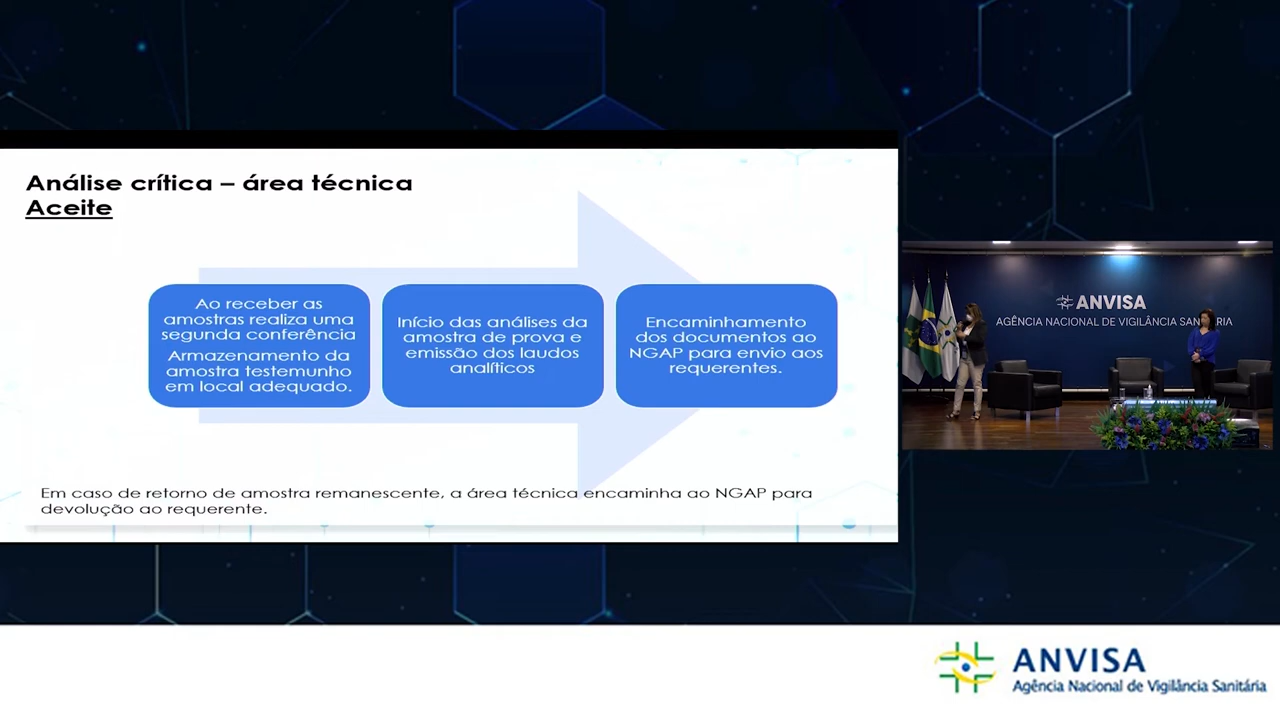 Análise crítica – área técnica
Aceite
Ao receber as
amostras realiza uma
segunda conferência
Armazenamento da
amostra testemunho
em local adequado.
Início das análises da
amostra de prova e
emissão dos laudos
analíticos
Encaminhamento
dos documentos ao
NGAP para envio aos
requerentes.
Em caso de retorno de amostra remanescente, a área técnica encaminha ao NGAP para
devolução ao requerente.
ANVISA
AGÊNCIA NACIONAL DE VIGILÂNCIA SANITÁRIA
ANVISA
Agência Nacional de Vigilância Sanitária